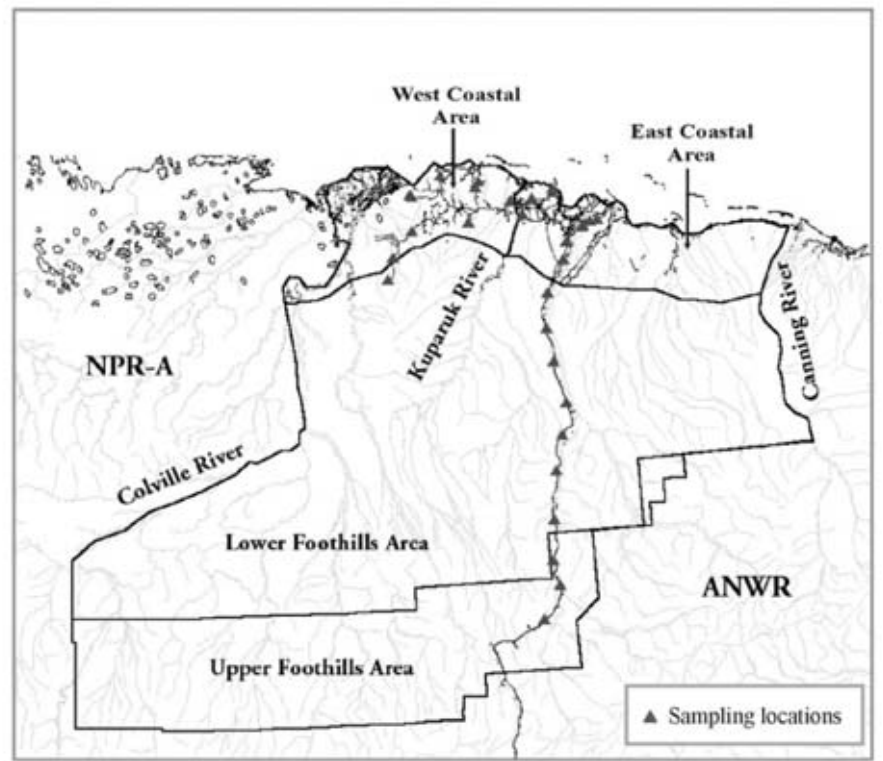 West Coastal
Area
East Coastal
Area
Kuparuk River
Canning River
NPR-A
Colville River
Lower Foothills Area
ANWR
Upper Foothills Area
Sampling locations